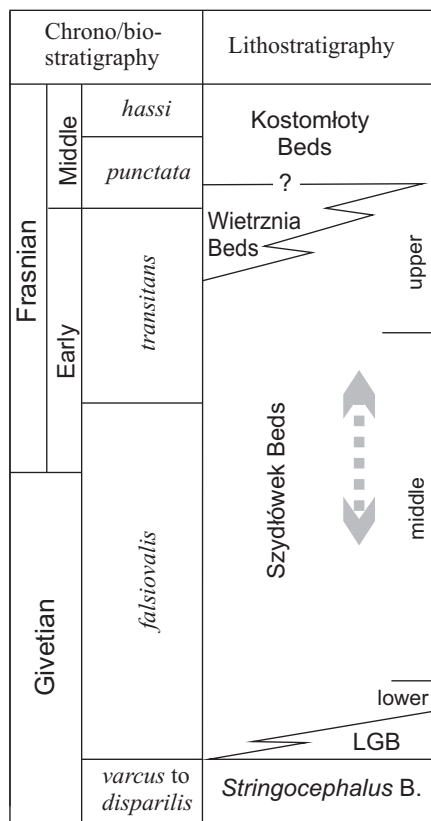 Chrono/bio-
stratigraphy
Lithostratigraphy
Frasnian
Givetian
Middle
Early
hassi
punctata
transitans
falsiovalis
varcus to
disparilis
Kostomłoty
Beds
?
Wietrznia
Beds
upper
Szydłówek Beds
middle
lower
LGB
Stringocephalus B.